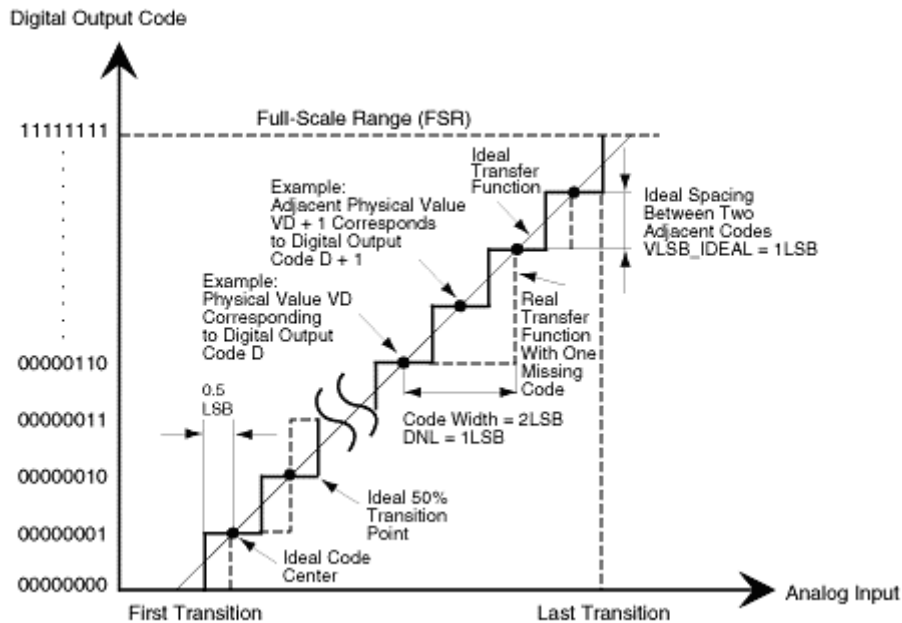 Digital Output Code
11111111
Full-Scale Range (FSR)
Ideal
Transfer
Function
Example:
Adjacent Physical Value
VD + 1 Corresponds
to Digital Output
Code D + 1
Ideal Spacing
Between Two
Adjacent Codes
VLSB_IDEAL = 1LSB
Example:
Physical Value VD
Corresponding
to Digital Output
Code D
Real
Transfer
Function
With One
Missing
Code
00000110
0.5
LSB
00000011
Code Width = 2LSB
DNL = 1LSB
00000010
Ideal 50%
Transition
Point
00000001
Ideal Code
Center
00000000
Analog Input
First Transition
Last Transition